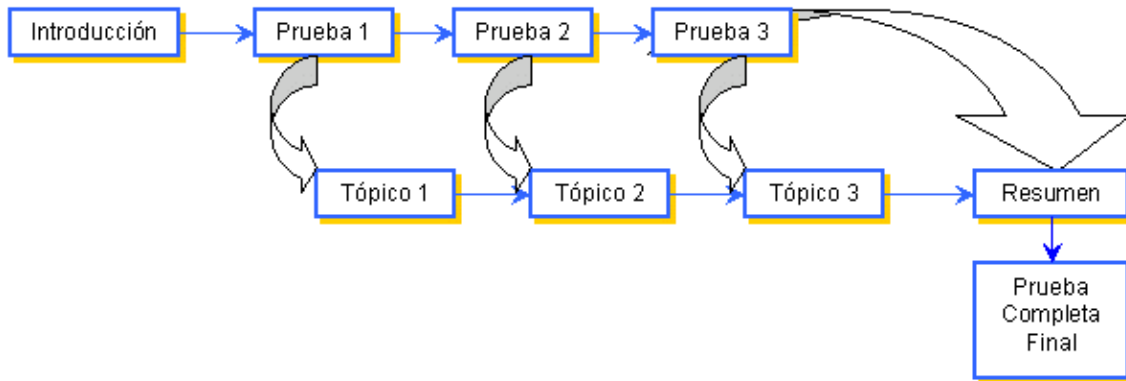 Introducción
Prueba 1
Prueba 2
Prueba 3
Tópico 1
Tópico 2
Tópico 3
Resumen
Prueba
Completa
Final